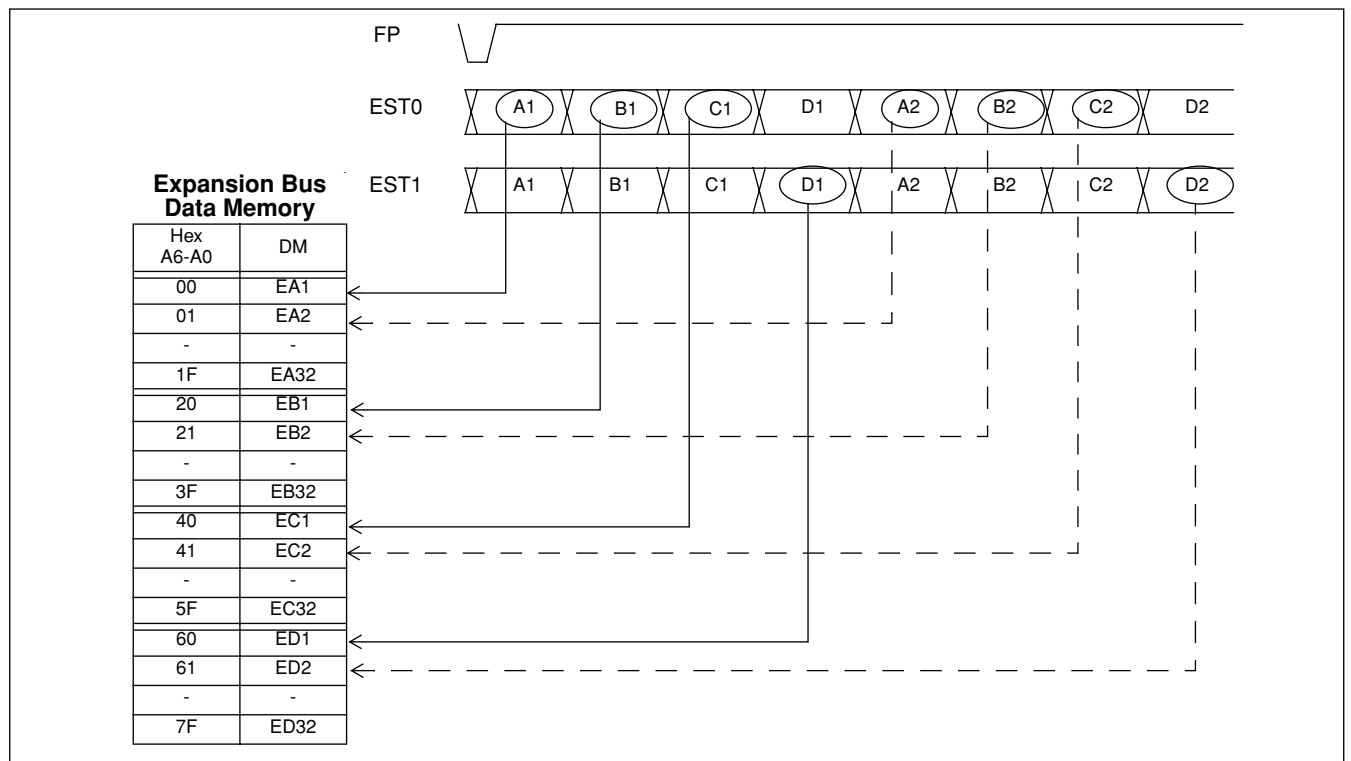 FP
EST0 A1 B1 C1 D1 A2 B2 C2 D2
EST1 A1 B1 C1 D1 A2 B2 C2 D2
Expansion Bus
Data Memory
Hex
A6-A0 DM
00 EA1
01 EA2
- -
1F EA32
20 EB1
21 EB2
- -
3F EB32
40 EC1
41 EC2
- -
5F EC32
60 ED1
61 ED2
- -
7F ED32